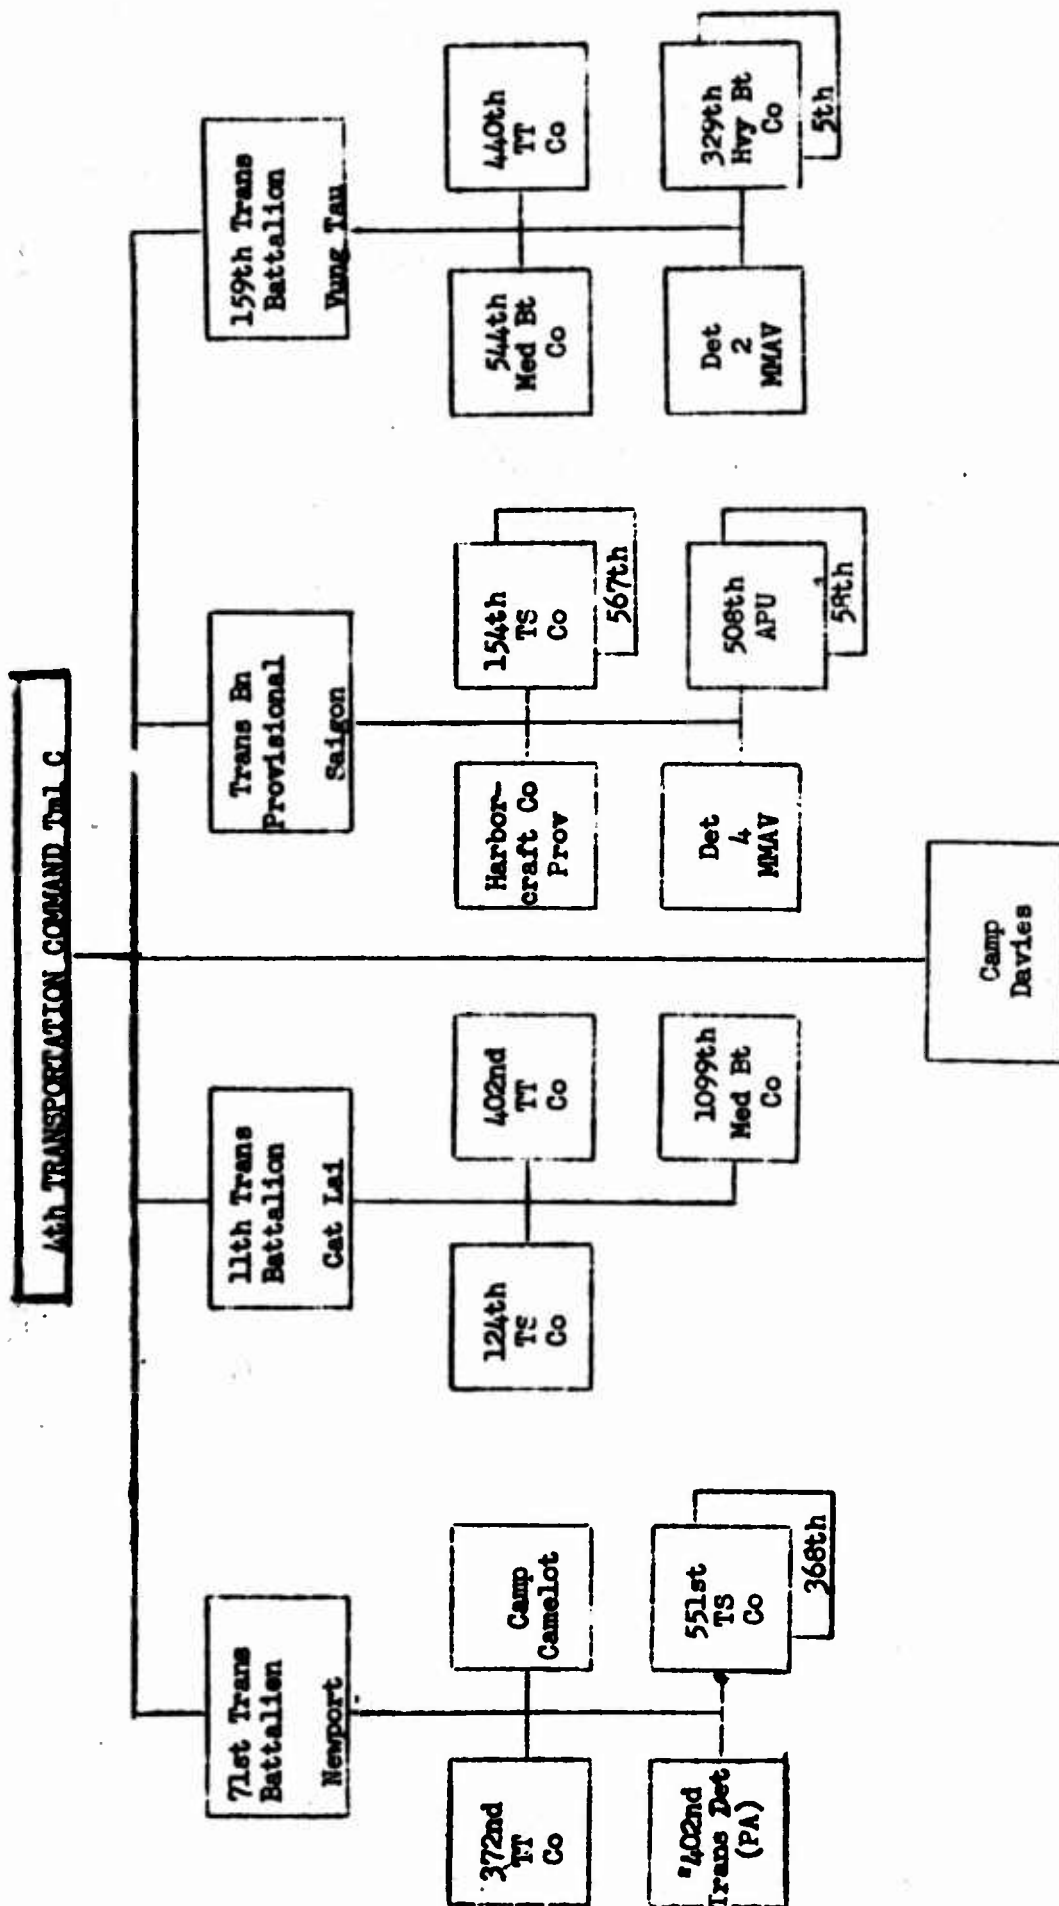 4th TRANSPORTATION COMMAND Tml C
71st Trans
Battalion
Newport
11th Trans
Battalion
Cat Lai
Trans Bn
Provisional
Saigon
159th Trans
Battalion
Vung Tau
372nd
TT
Co
Camp
Camelot
124th
TS
Co
402nd
TT
Co
Harbor-
craft Co
Prov
154th
TS
Co
567th
544th
Med Bt
Co
440th
TT
Co
"402nd
Trans Det
(PA)
551st
TS
Co
368th
1099th
Med Bt
Co
Det
4
MMAV
508th
APU
58th
Det
2
MMAV
329th
Hvy Bt
Co
5th
Camp
Davies